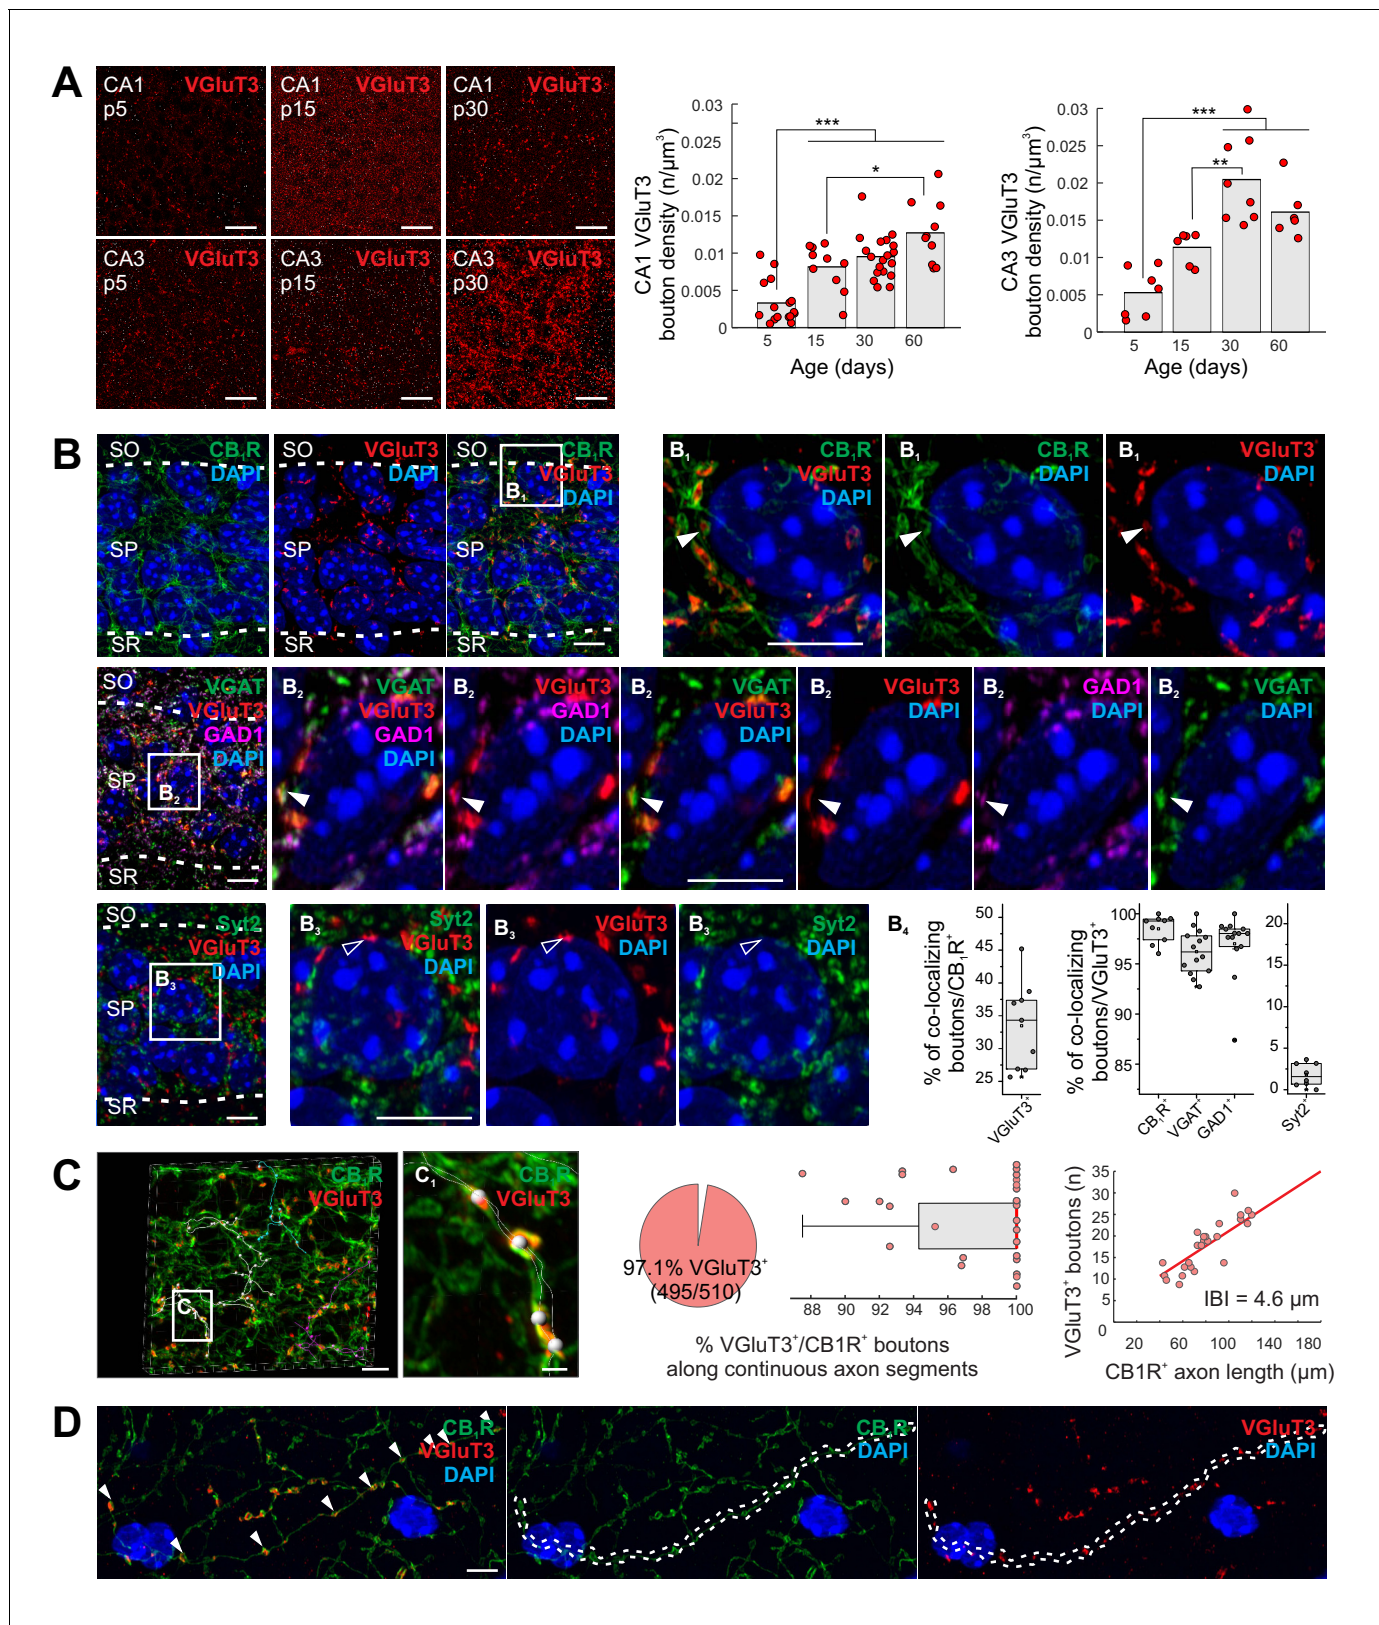 A
CA1 VGluT3
p5
CA1 VGluT3
p15
CA1 VGluT3
p30
CA3 VGluT3
p5
CA3 VGluT3
p15
CA3 VGluT3
p30
CA1 VGluT3
bouton density (n/µm³)
0.03
0.025
0.02
0.015
0.01
0.005
0
***
*
5 15 30 60
Age (days)
CA3 VGluT3
bouton density (n/µm³)
0.03
0.025
0.02
0.015
0.01
0.005
0
***
**
5 15 30 60
Age (days)
B
SO CB₁R
DAPI
SP
SR
VGluT3
DAPI
CB₁R
VGluT3
DAPI
B₁
B₁ CB₁R
VGluT3
DAPI
B₁ CB₁R
DAPI
B₁ VGluT3
DAPI
SO VGAT
VGluT3
GAD1
DAPI
SP
B₂
SR
B₂ VGAT
VGluT3
GAD1
DAPI
B₂ VGluT3
GAD1
DAPI
B₂ VGAT
VGluT3
DAPI
B₂ VGluT3
DAPI
B₂ GAD1
DAPI
B₂ VGAT
DAPI
SO Syt2
VGluT3
DAPI
B₃
SP
SR
B₃ Syt2
VGluT3
DAPI
B₃ VGluT3
DAPI
B₃ Syt2
DAPI
B₄
% of co-localizing
boutons/CB₁R⁺
50
45
40
35
30
25
VGluT3⁺
% of co-localizing
boutons/VGluT3⁺
100
95
90
85
CB₁R⁺ VGAT⁺ GAD1⁺
20
15
10
5
0
Syt2⁺
C
CB₁R
VGluT3
C₁
C₁ CB₁R
VGluT3
97.1% VGluT3⁺
(495/510)
88 90 92 94 96 98 100
% VGluT3⁺/CB1R⁺ boutons
along continuous axon segments
VGluT3⁺ boutons (n)
35
30
25
20
15
10
5
0
IBI = 4.6 µm
20 60 100 140 180
CB1R⁺ axon length (µm)
D
CB₁R
VGluT3
DAPI
CB₁R
DAPI
VGluT3
DAPI